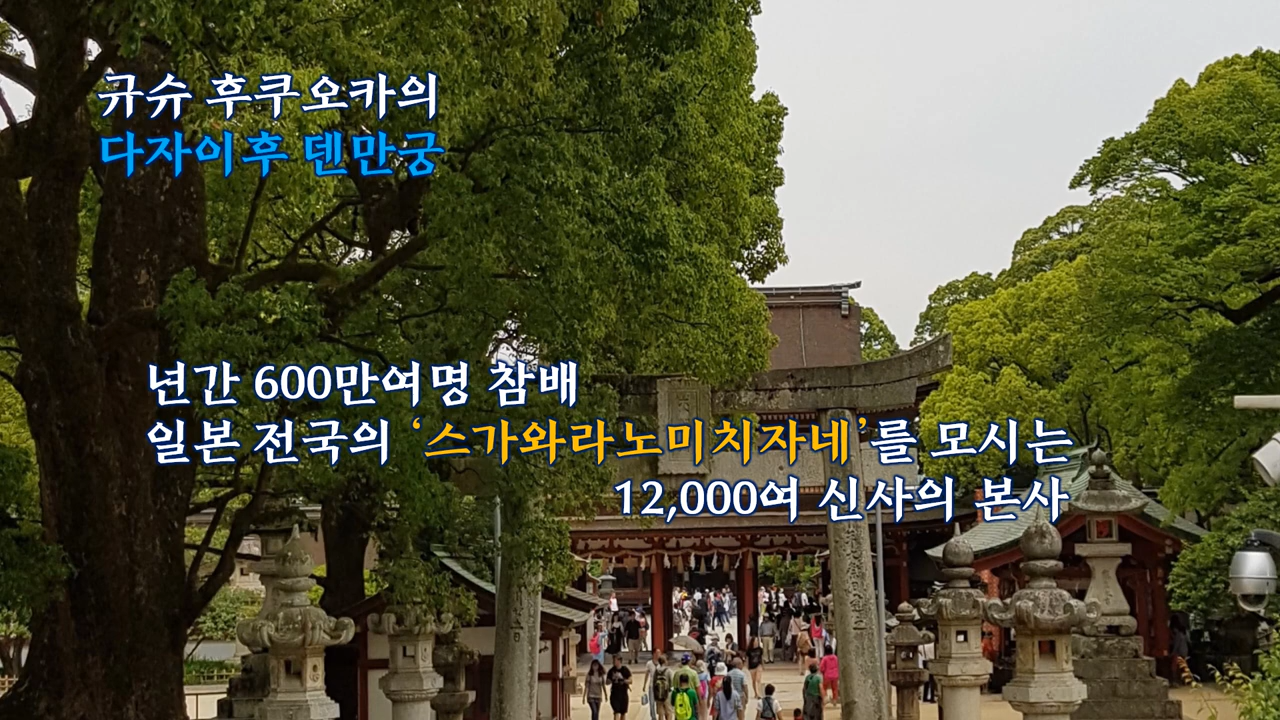 규슈 후쿠오카의
다자이후 덴만궁
년간 600만여명 참배
일본 전국의 ‘스가와라노미치자네’를 모시는
12,000여 신사의 본사